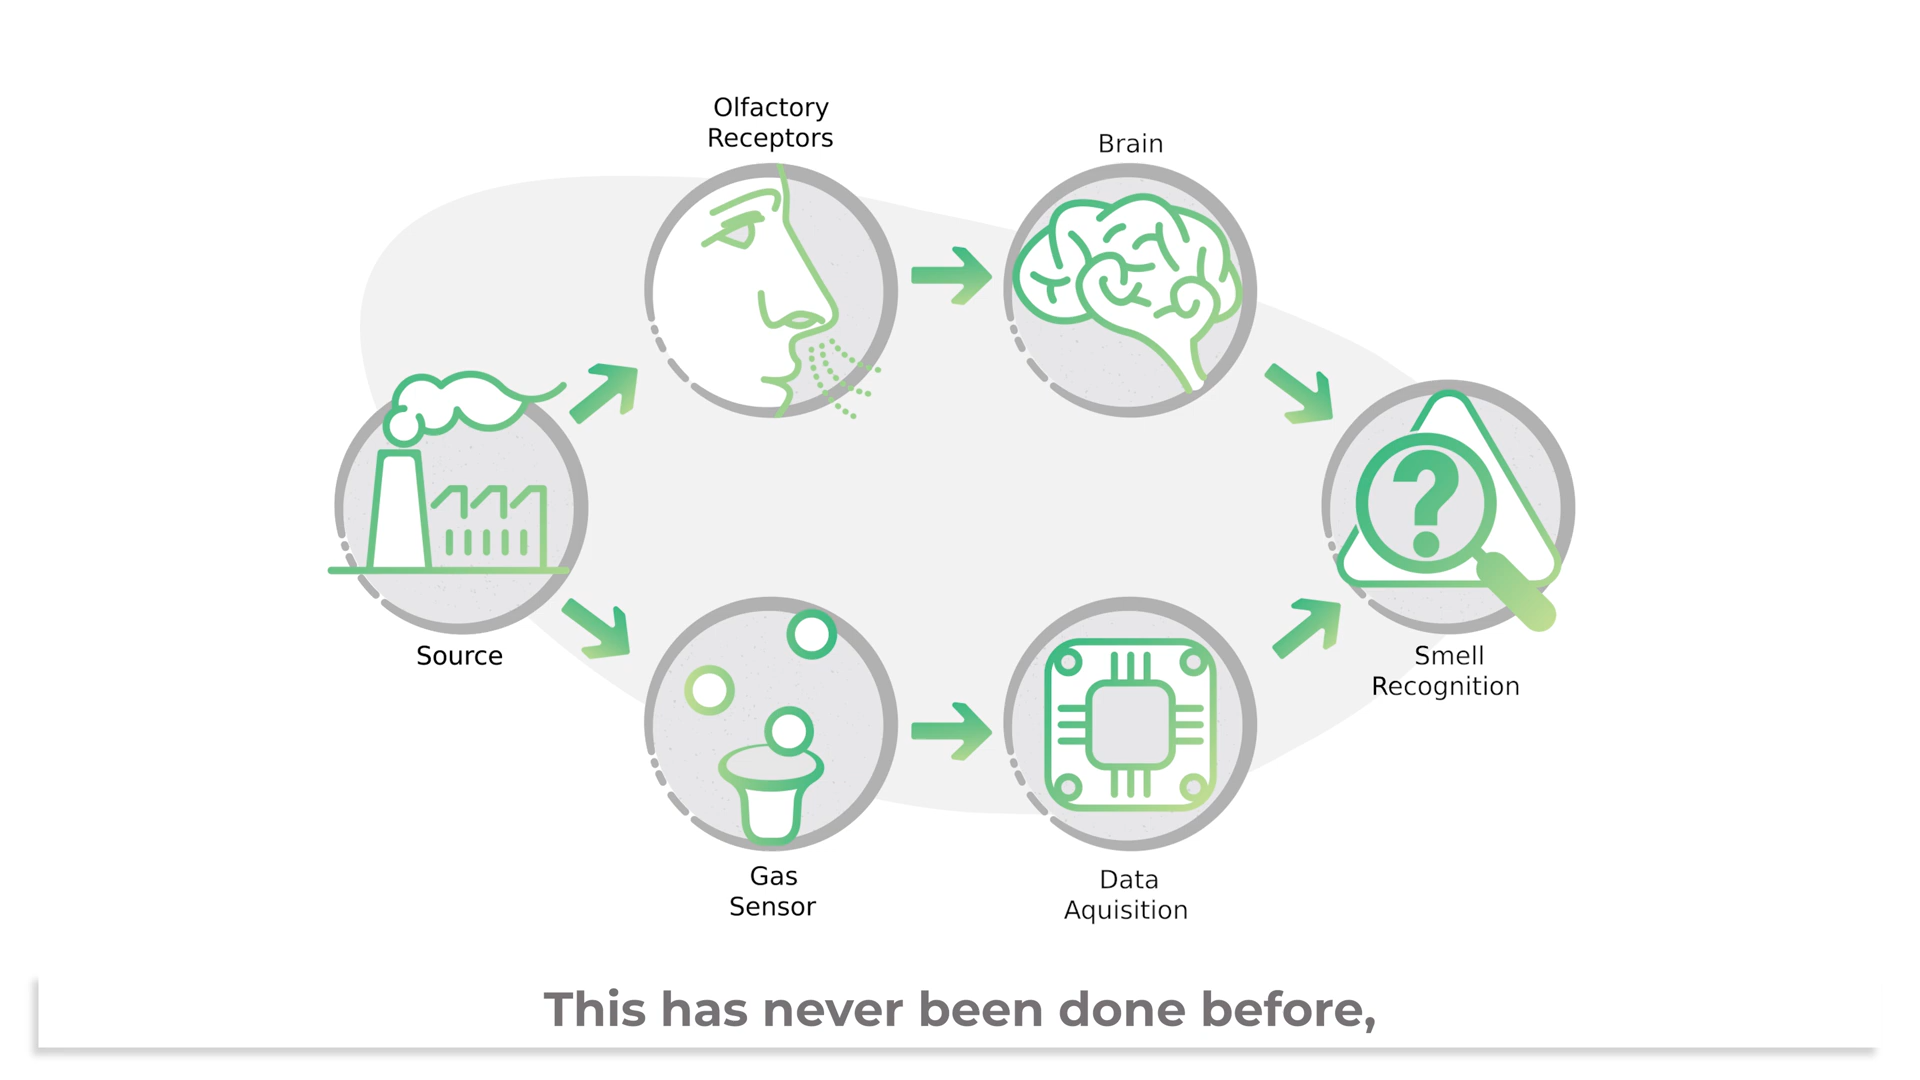 Olfactory
Receptors
Brain
Source
Smell
Recognition
Gas
Sensor
Data
Aquisition
?
This has never been done before,